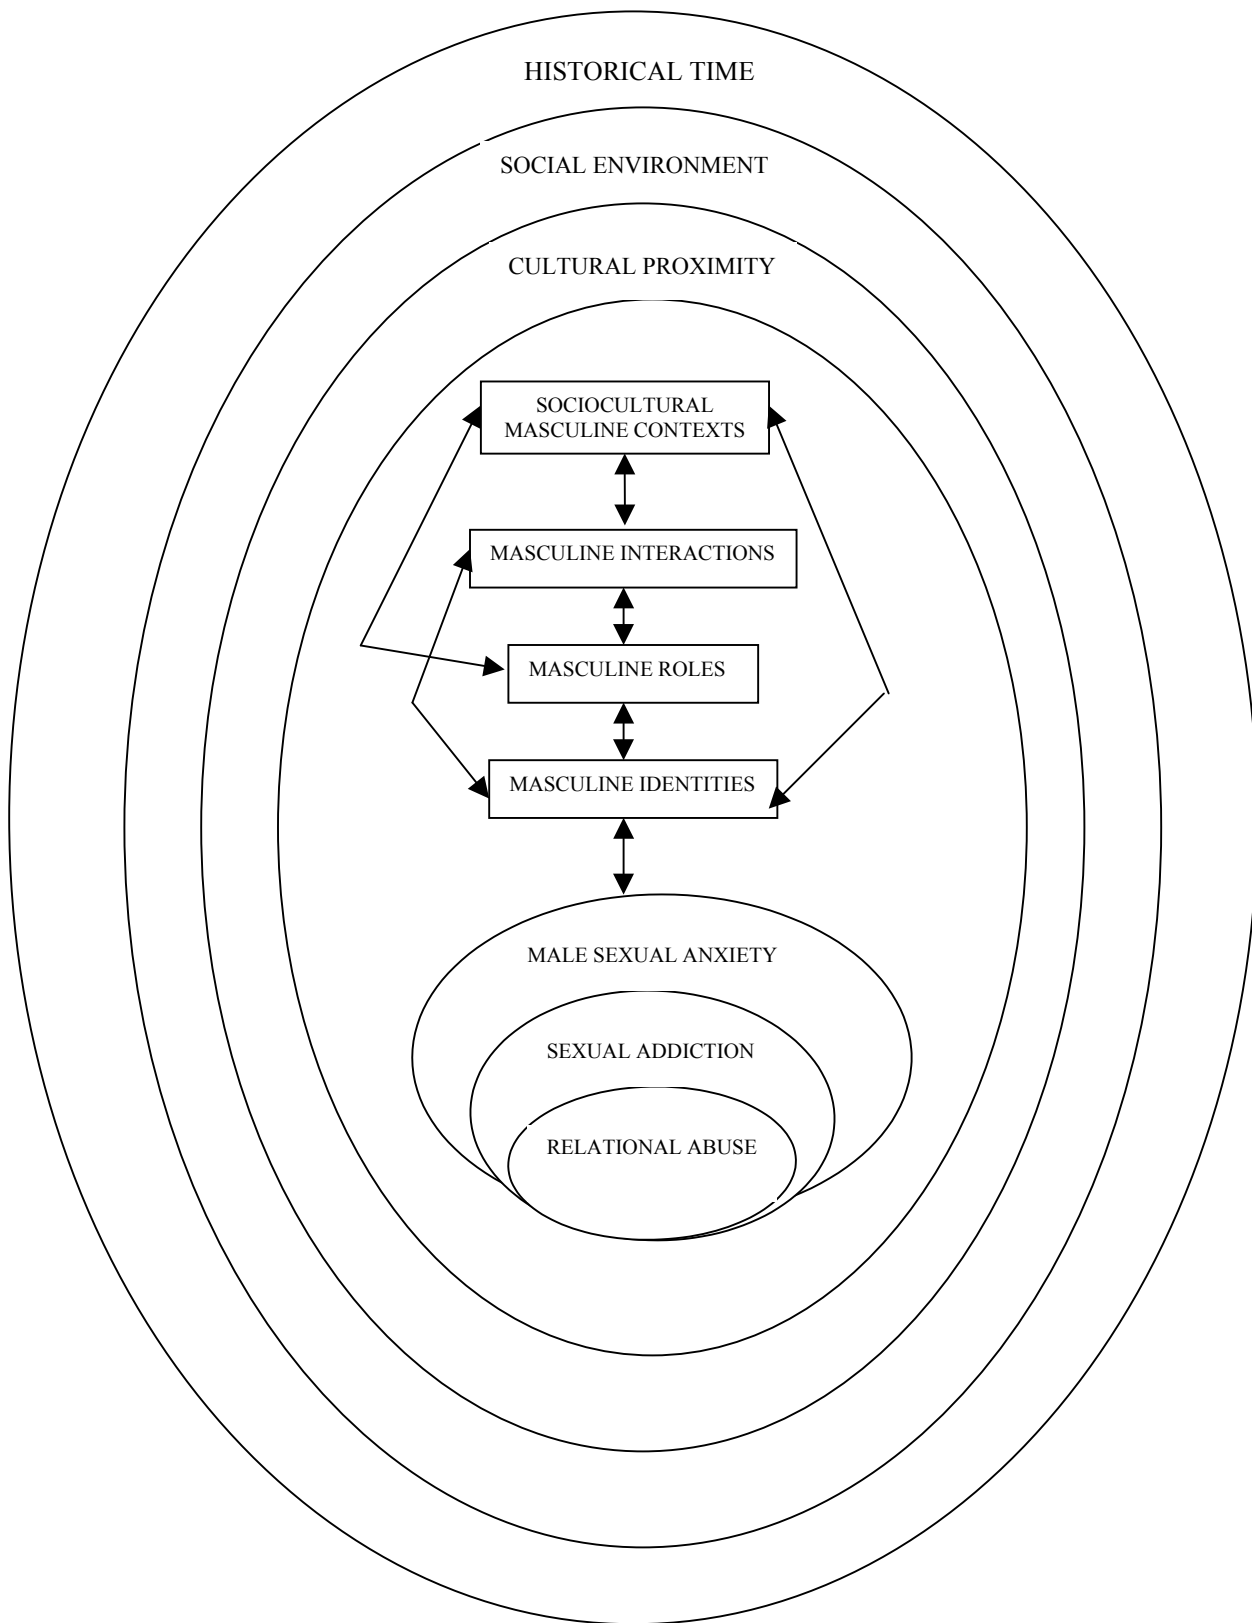 HISTORICAL TIME
SOCIAL ENVIRONMENT
CULTURAL PROXIMITY
SOCIOCULTURAL
MASCULINE CONTEXTS
MASCULINE INTERACTIONS
MASCULINE ROLES
MASCULINE IDENTITIES
MALE SEXUAL ANXIETY
SEXUAL ADDICTION
RELATIONAL ABUSE